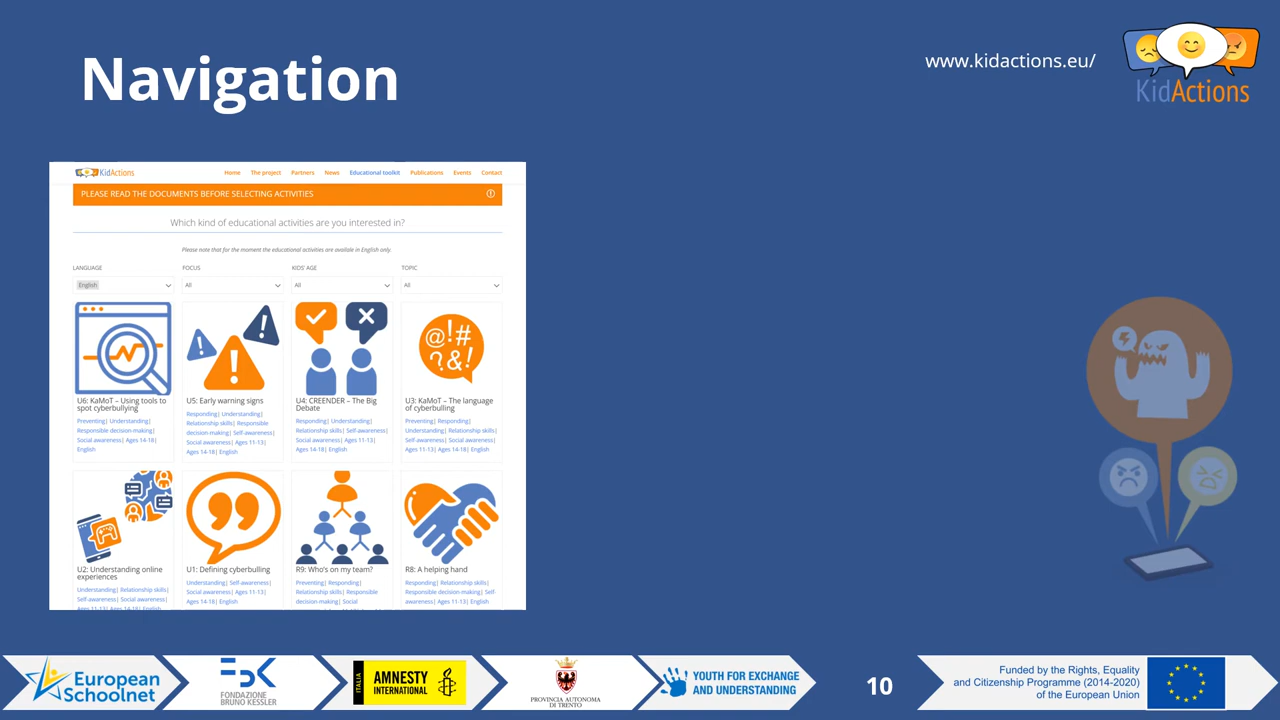 Navigation
www.kidactions.eu/
KidActions
KidActions
Home The project Partners News Educational toolkit Publications Events Contact
PLEASE READ THE DOCUMENTS BEFORE SELECTING ACTIVITIES
Which kind of educational activities are you interested in?
Please note that for the moment the educational activities are availale in English only.
LANGUAGE FOCUS KIDS' AGE TOPIC
English All All All
@!#
?&!
U6: KaMoT – Using tools to
spot cyberbullying
Preventing| Understanding|
Responsible decision-making|
Social awareness| Ages 14-18|
English
U5: Early warning signs
Responding| Understanding|
Relationship skills| Responsible
decision-making| Self-awareness|
Social awareness| Ages 11-13|
Ages 14-18| English
U4: CREENDER – The Big
Debate
Responding| Understanding|
Relationship skills| Self-awareness|
Social awareness| Ages 11-13|
Ages 14-18| English
U3: KaMoT – The language
of cyberbulling
Preventing| Responding|
Understanding| Relationship skills|
Self-awareness| Social awareness|
Ages 11-13| Ages 14-18| English
U2: Understanding online
experiences
Understanding| Relationship skills|
Self-awareness| Social awareness|
Ages 11-13| Ages 14-18| English
U1: Defining cyberbulling
Understanding| Self-awareness|
Social awareness| Ages 11-13|
Ages 14-18| English
R9: Who's on my team?
Preventing| Responding|
Relationship skills| Responsible
decision-making| Social
R8: A helping hand
Responding| Relationship skills|
Responsible decision-making| Self-
awareness| Ages 11-13| English
European
Schoolnet
FBK
FONDAZIONE
BRUNO KESSLER
ITALIA
AMNESTY
INTERNATIONAL
PROVINCIA AUTONOMA
DI TRENTO
YOUTH FOR EXCHANGE
AND UNDERSTANDING
10
Funded by the Rights, Equality
and Citizenship Programme (2014-2020)
of the European Union